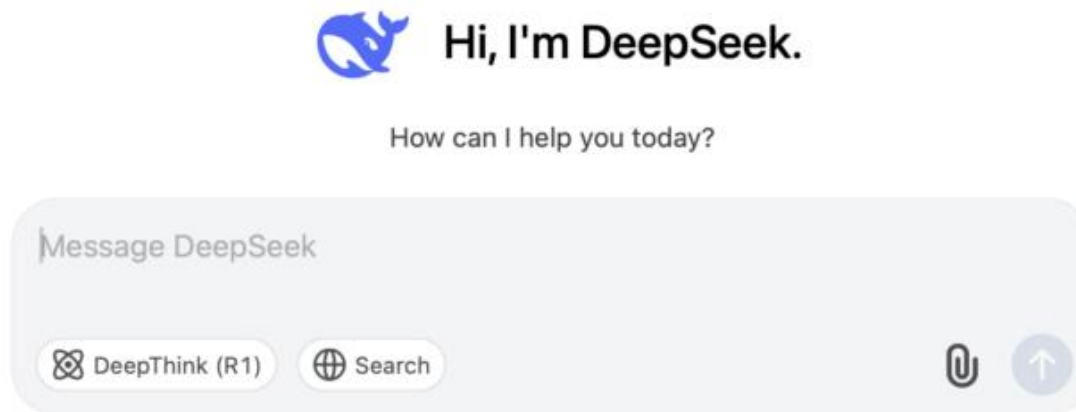 Hi, I'm DeepSeek.
How can I help you today?
Message DeepSeek
DeepThink (R1) Search